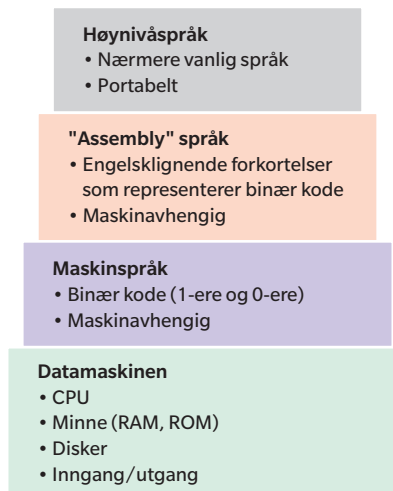 Høynivåspråk
• Nærmere vanlig språk
• Portabelt
"Assembly" språk
• Engelsklignende forkortelser
som representerer binær kode
• Maskinavhengig
Maskinspråk
• Binær kode (1-ere og 0-ere)
• Maskinavhengig
Datamaskinen
• CPU
• Minne (RAM, ROM)
• Disker
• Inngang/utgang